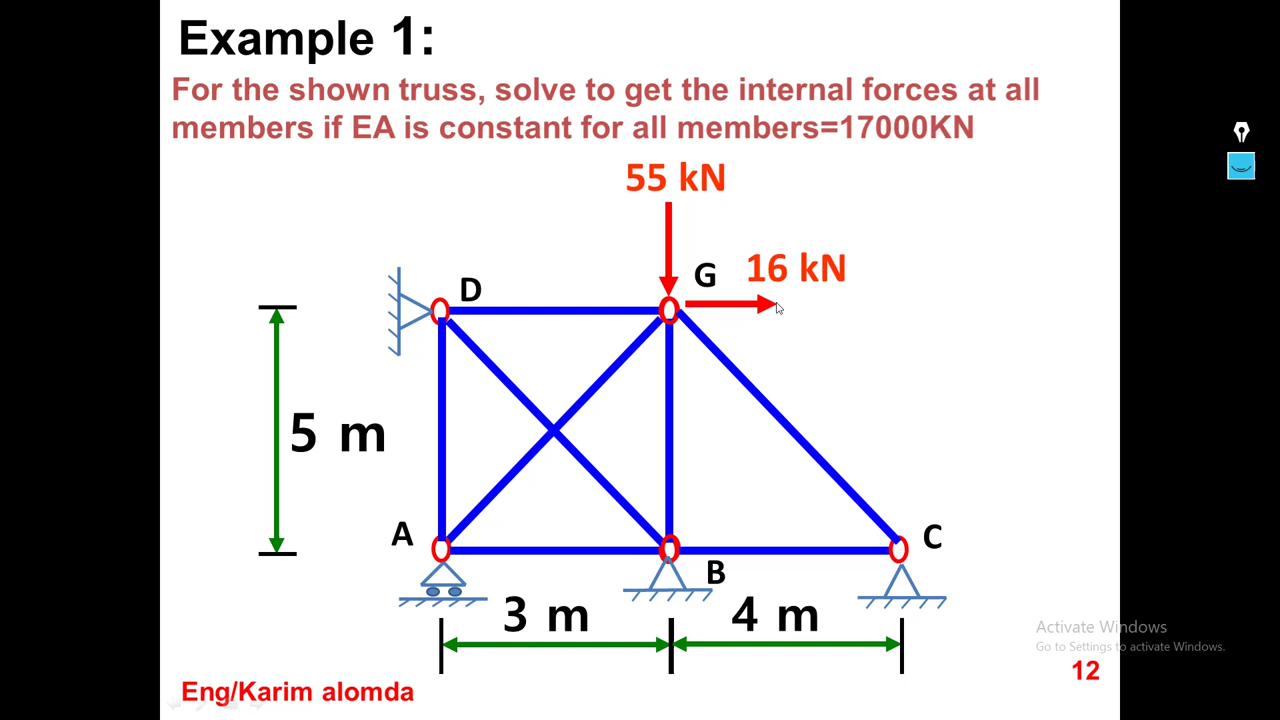 Example 1:
For the shown truss, solve to get the internal forces at all
members if EA is constant for all members=17000KN
55 kN
D
G
16 kN
5 m
A
B
C
3 m
4 m
Activate Windows
Go to Settings to activate Windows.
12
Eng/Karim alomda